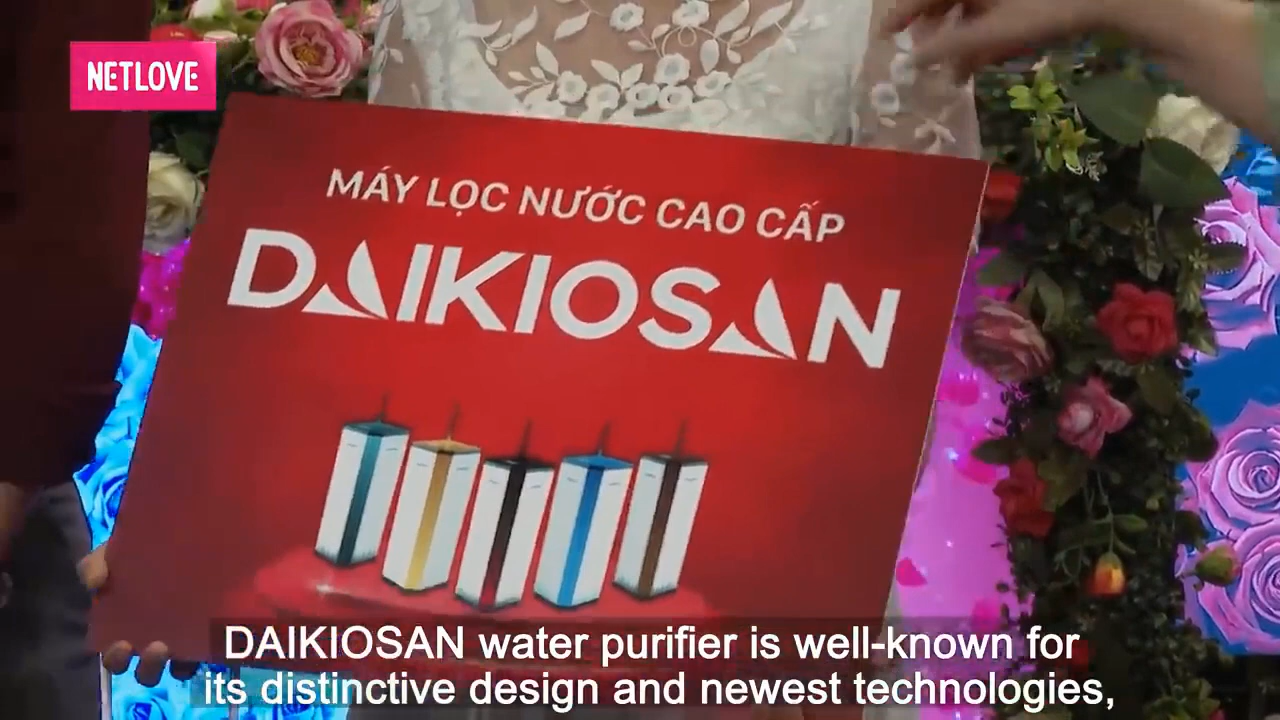 NETLOVE
MÁY LỌC NƯỚC CAO CẤP
DAIKIOSAN
DAIKIOSAN water purifier is well-known for
its distinctive design and newest technologies,